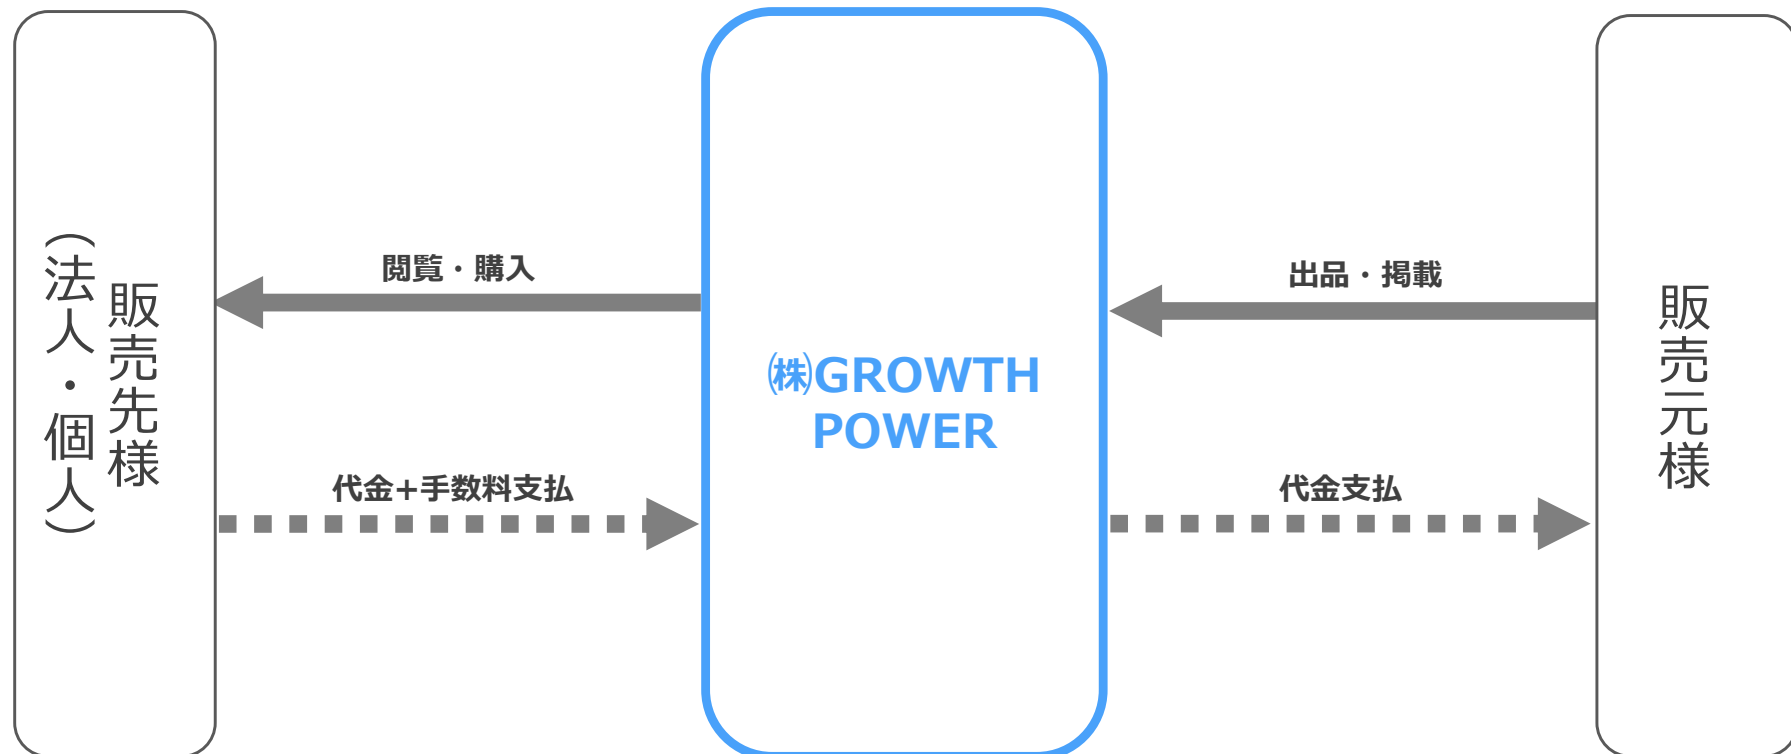 販売先様
（法人・個人）
閲覧・購入
代金+手数料支払
㈱GROWTH
POWER
出品・掲載
代金支払
販売元様